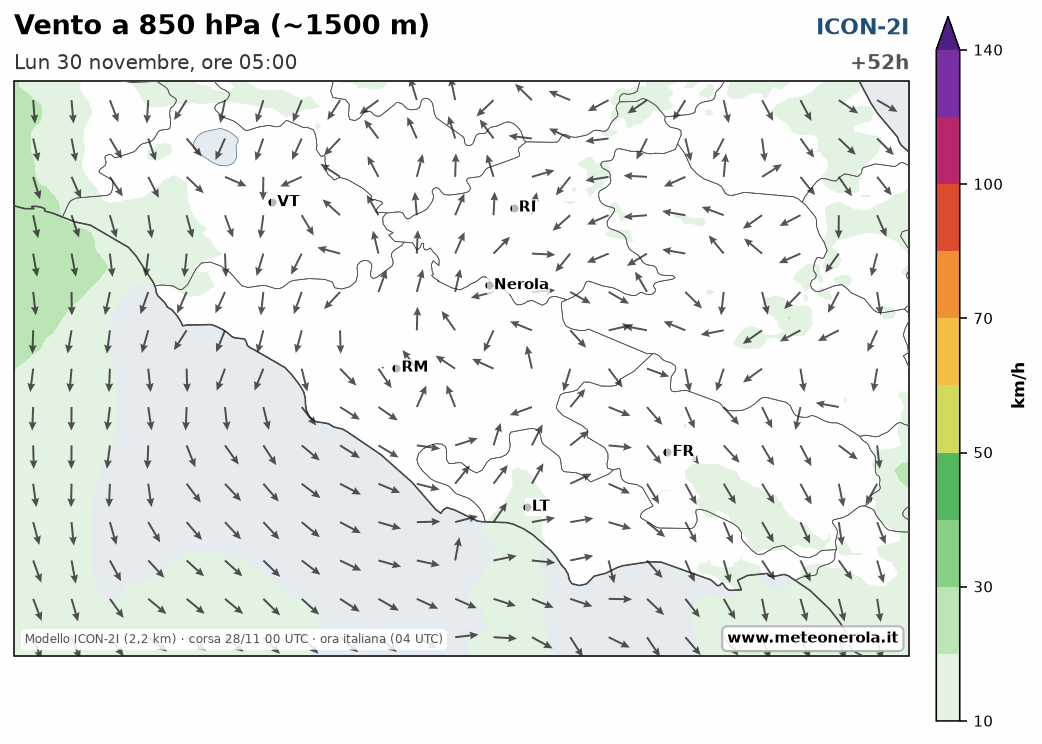 Vento a 850 hPa (~1500 m)
ICON-2I
Lun 30 novembre, ore 05:00
+52h
140
100
70
50
30
10
km/h
VT
RI
Nerola
RM
FR
LT
Modello ICON-2I (2,2 km) · corsa 28/11 00 UTC · ora italiana (04 UTC)
www.meteonerola.it